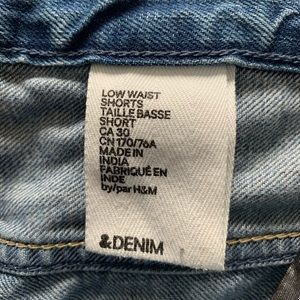 LOW WAIST
SHORTS
TAILLE BASSE
SHORT
CA 30
CN 170/76A
MADE IN
INDIA
FABRIQUÉ EN
INDE
by/par H&M
&DENIM